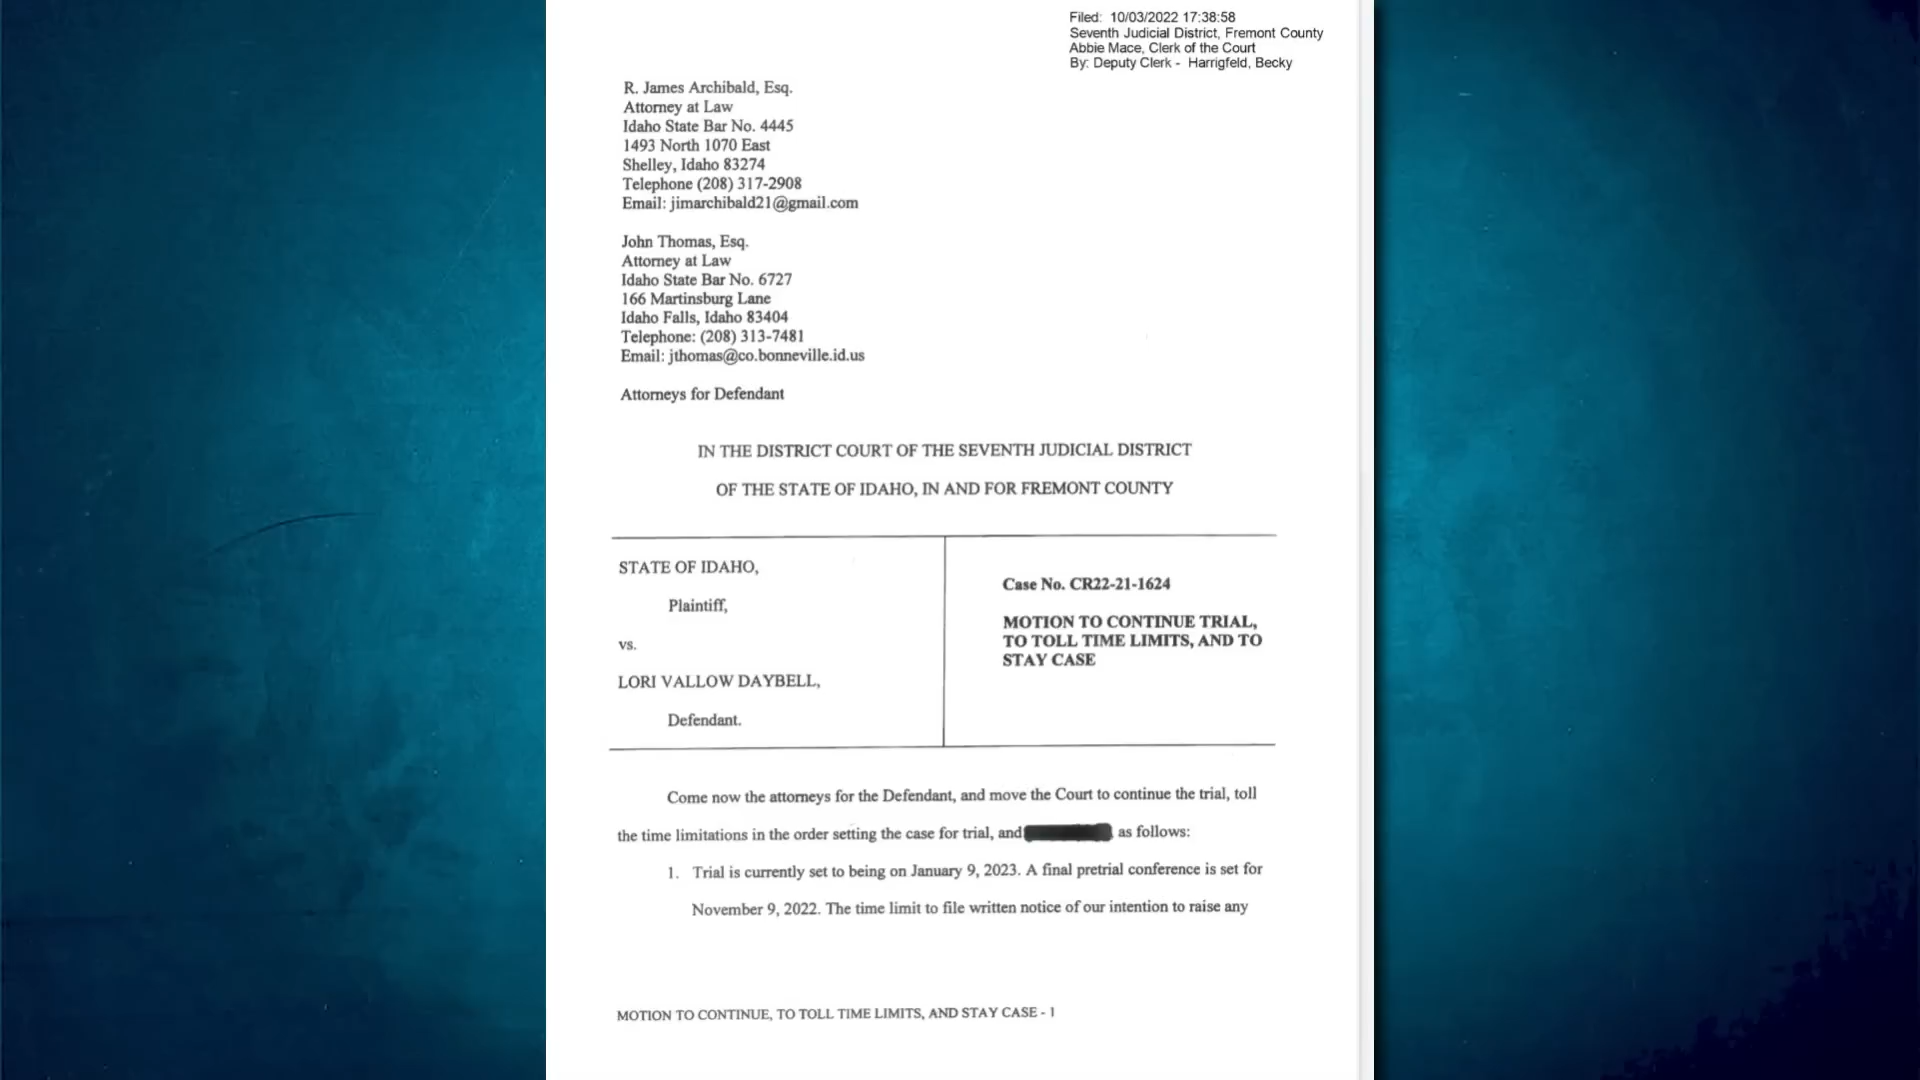 Filed: 10/03/2022 17:38:58
Seventh Judicial District, Fremont County
Abbie Mace, Clerk of the Court
By: Deputy Clerk - Harrigfeld, Becky
R. James Archibald, Esq.
Attorney at Law
Idaho State Bar No. 4445
1493 North 1070 East
Shelley, Idaho 83274
Telephone (208) 317-2908
Email: jimarchibald21@gmail.com
John Thomas, Esq.
Attorney at Law
Idaho State Bar No. 6727
166 Martinsburg Lane
Idaho Falls, Idaho 83404
Telephone: (208) 313-7481
Email: jthomas@co.bonneville.id.us
Attorneys for Defendant
IN THE DISTRICT COURT OF THE SEVENTH JUDICIAL DISTRICT
OF THE STATE OF IDAHO, IN AND FOR FREMONT COUNTY
STATE OF IDAHO,
Plaintiff,
vs.
LORI VALLOW DAYBELL,
Defendant.
Case No. CR22-21-1624
MOTION TO CONTINUE TRIAL,
TO TOLL TIME LIMITS, AND TO
STAY CASE
Come now the attorneys for the Defendant, and move the Court to continue the trial, toll
the time limitations in the order setting the case for trial, and as follows:
1. Trial is currently set to being on January 9, 2023. A final pretrial conference is set for
November 9, 2022. The time limit to file written notice of our intention to raise any
MOTION TO CONTINUE, TO TOLL TIME LIMITS, AND STAY CASE - 1